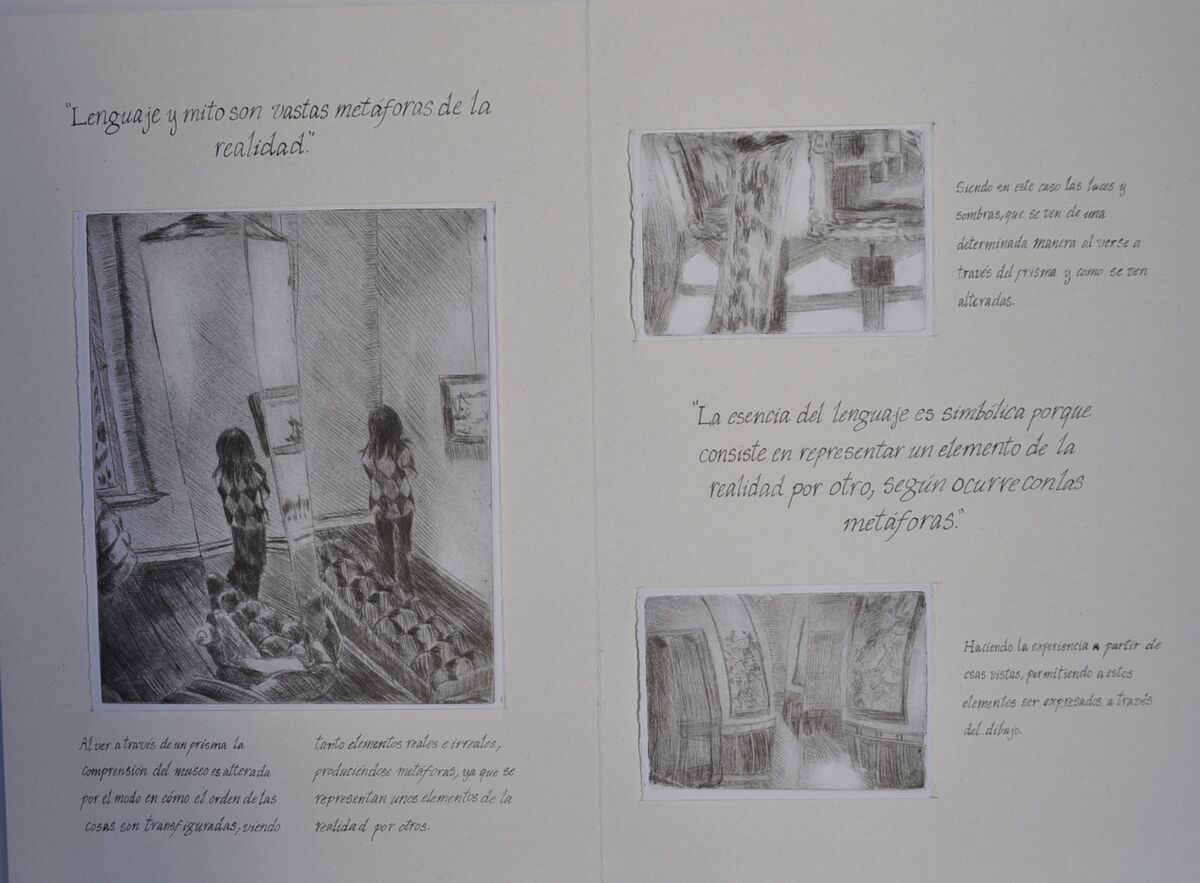 "Lenguaje y mito son vastas metáforas de la
realidad."
Al ver a través de un prisma la
comprensión del museo es alterada
por el modo en cómo el orden de las
cosas son transfiguradas, viendo
tanto elementos reales e irreales,
produciéndose metáforas, ya que se
representan unos elementos de la
realidad por otros.
Siendo en este caso las luces y
sombras, que se ven de una
determinada manera al verse a
través del prisma y como se ven
alteradas.
"La esencia del lenguaje es simbólica porque
consiste en representar un elemento de la
realidad por otro, según ocurre con las
metáforas."
Haciendo la experiencia a partir de
esas vistas, permitiendo a estos
elementos ser expresados a través
del dibujo.